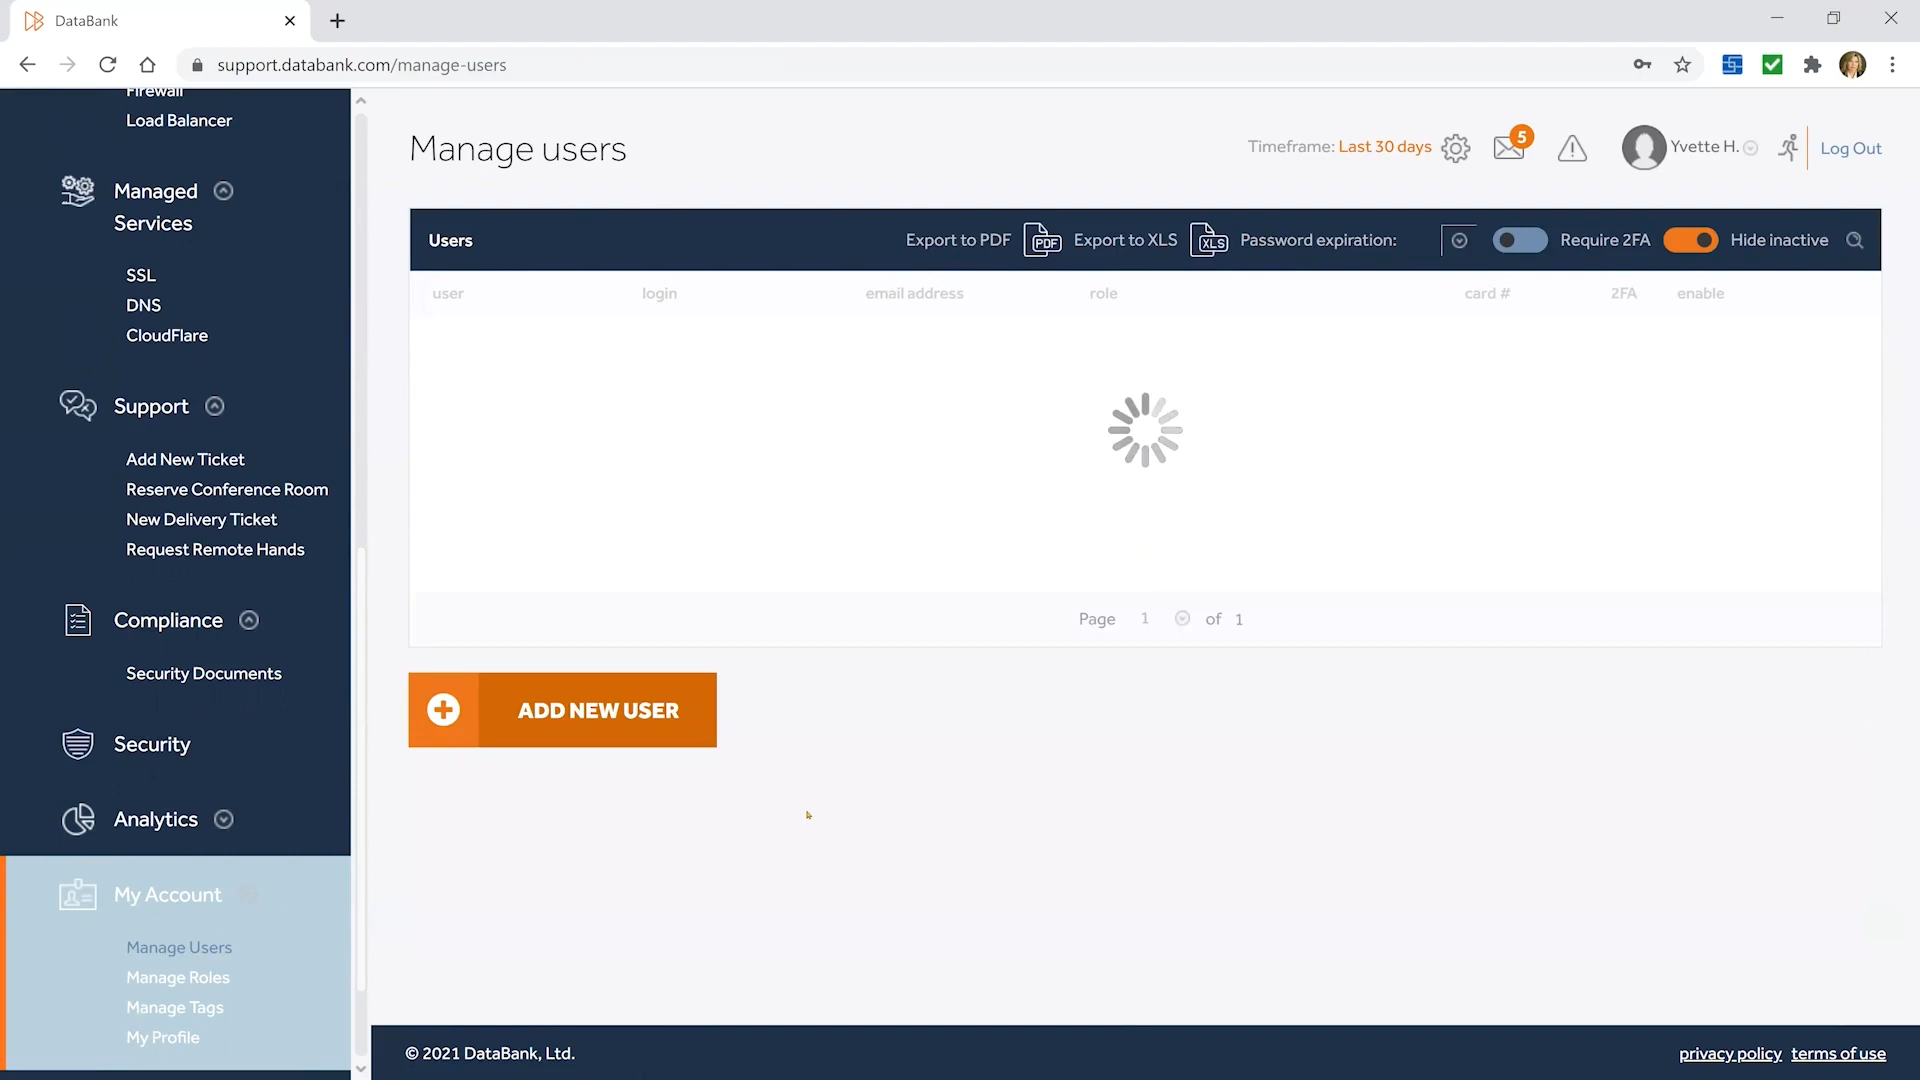 DataBank
support.databank.com/manage-users
Firewall
Load Balancer
Managed
Services
SSL
DNS
CloudFlare
Support
Add New Ticket
Reserve Conference Room
New Delivery Ticket
Request Remote Hands
Compliance
Security Documents
Security
Analytics
My Account
Manage Users
Manage Roles
Manage Tags
My Profile
Manage users
Timeframe: Last 30 days
5
Yvette H.
Log Out
Users
Export to PDF
PDF
Export to XLS
XLS
Password expiration:
Require 2FA
Hide inactive
user login email address role card # 2FA enable
Page 1 of 1
ADD NEW USER
© 2021 DataBank, Ltd.
privacy policy terms of use